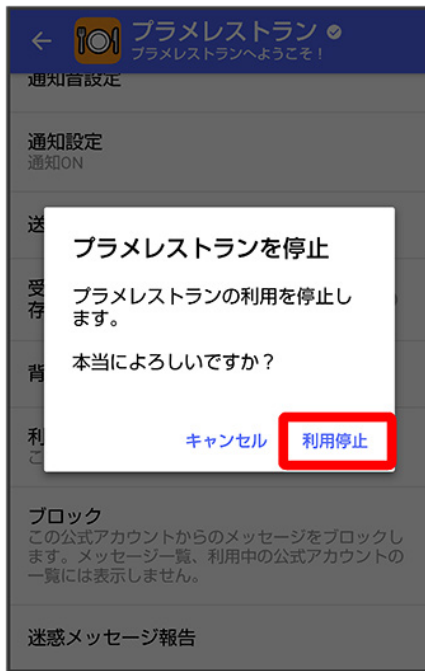 プラメレストラン
プラメレストランへようこそ！
通知音設定
通知設定
通知ON
送
プラメレストランを停止
プラメレストランの利用を停止し
ます。
本当によろしいですか？
キャンセル 利用停止
受
存
背
利
こ
ブロック
この公式アカウントからのメッセージをブロックし
ます。メッセージ一覧、利用中の公式アカウントの
一覧には表示しません。
迷惑メッセージ報告